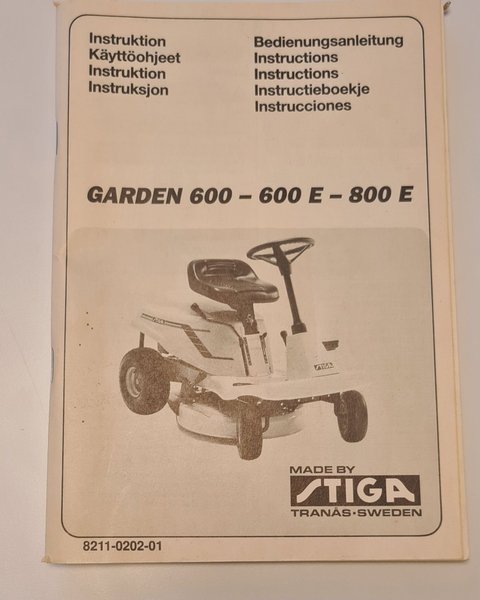 Instruktion
Käyttöohjeet
Instruktion
Instruksjon
Bedienungsanleitung
Instructions
Instructions
Instructieboekje
Instrucciones
GARDEN 600 – 600 E – 800 E
STIGA
MADE BY
STIGA
TRANÅS·SWEDEN
8211-0202-01